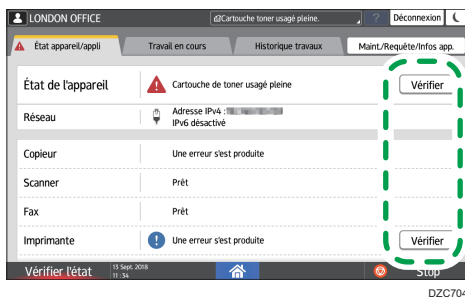 LONDON OFFICE
Cartouche toner usagé pleine.
?
Déconnexion
État appareil/appli
Travail en cours
Historique travaux
Maint./Requête/Infos app.
État de l'appareil
Cartouche de toner usagé pleine
Vérifier
Réseau
Adresse IPv4 :
IPv6 désactivé
Copieur
Une erreur s'est produite
Scanner
Prêt
Fax
Prêt
Imprimante
Une erreur s'est produite
Vérifier
Vérifier l'état
13 Sept. 2018
11 :34
Stop
DZC704